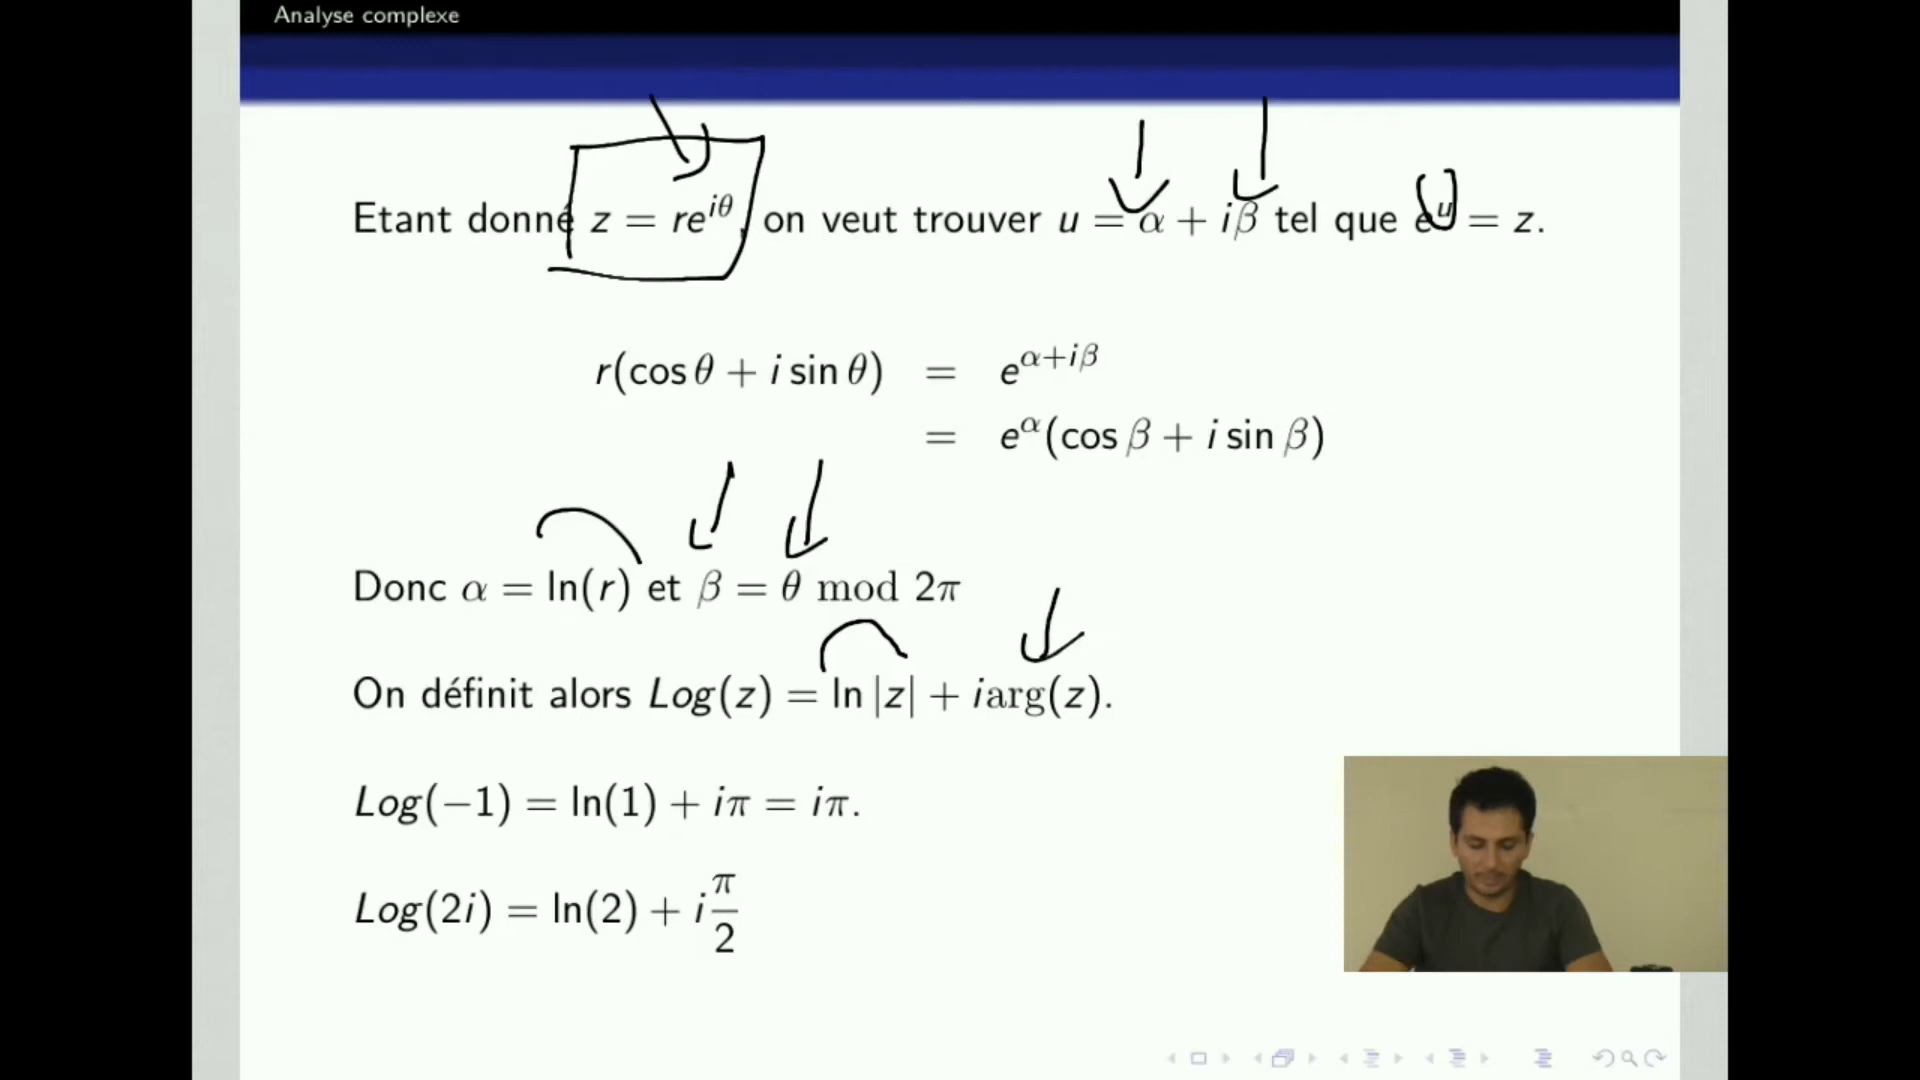 Analyse complexe
Etant donné z = re^{iθ}, on veut trouver u = α + iβ tel que e^u = z.
r(cos θ + i sin θ) = e^{α+iβ}
= e^α(cos β + i sin β)
Donc α = ln(r) et β = θ mod 2π
On définit alors Log(z) = ln |z| + iarg(z).
Log(−1) = ln(1) + iπ = iπ.
Log(2i) = ln(2) + i\frac{π}{2}